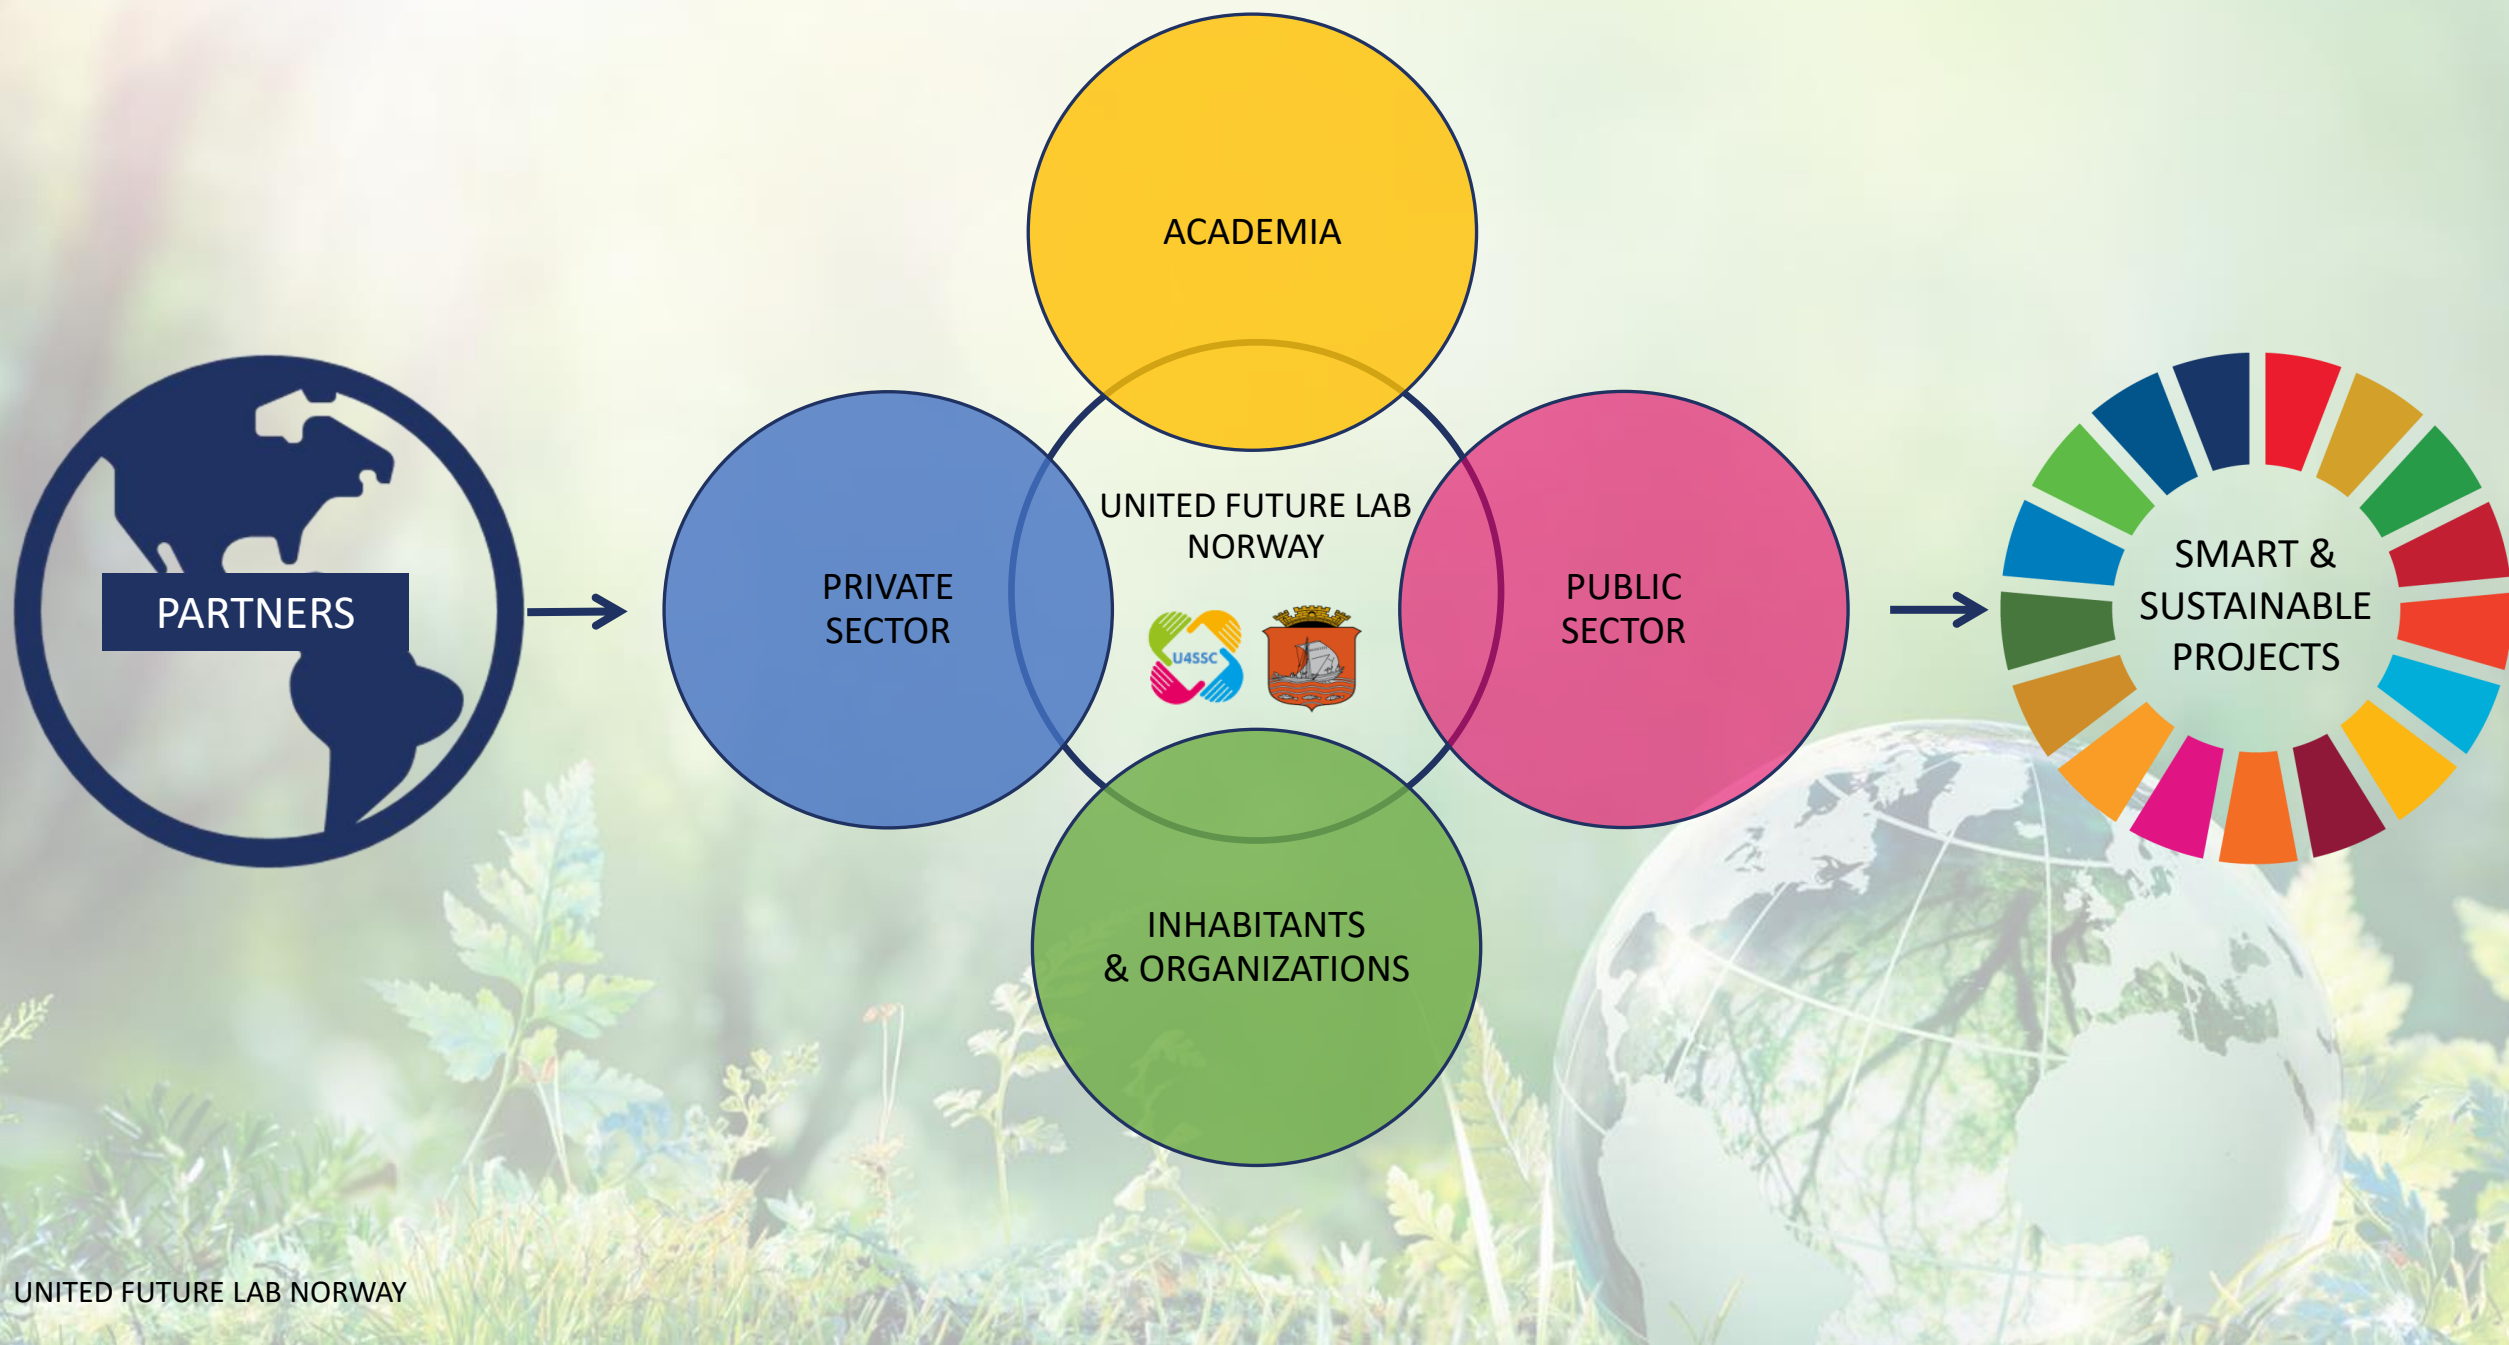 ACADEMIA
PARTNERS
PRIVATE
SECTOR
UNITED FUTURE LAB
NORWAY
U4SSC
PUBLIC
SECTOR
SMART &
SUSTAINABLE
PROJECTS
INHABITANTS
& ORGANIZATIONS
UNITED FUTURE LAB NORWAY